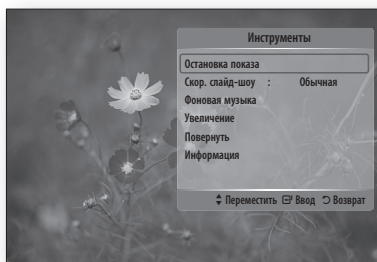 Инструменты
Остановка показа
Скор. слайд-шоу : Обычная
Фоновая музыка
Увеличение
Повернуть
Информация
Переместить Ввод Возврат